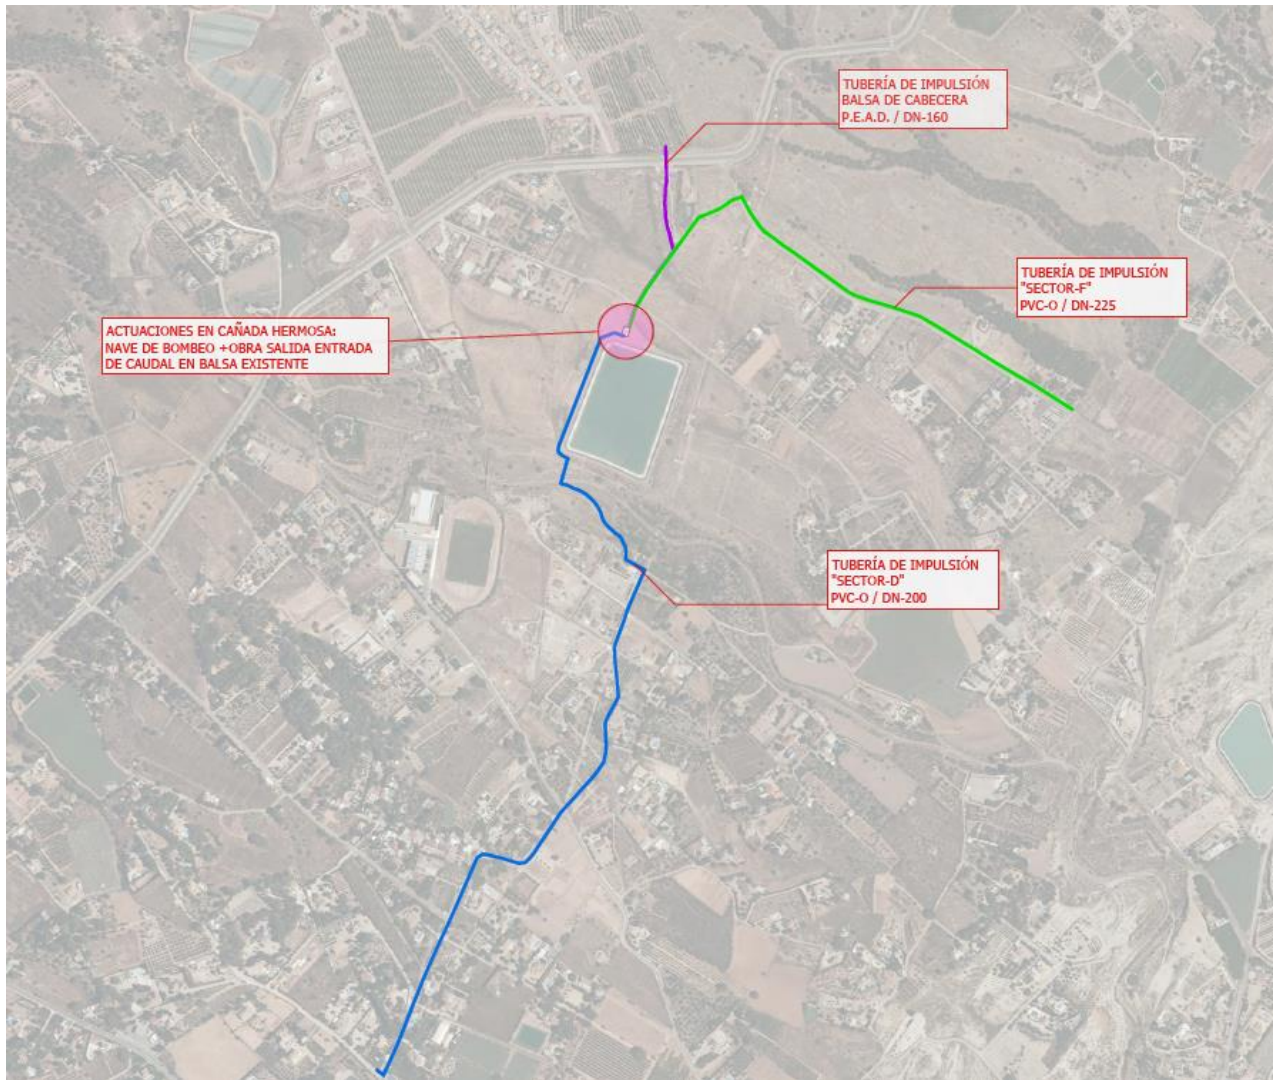 TUBERÍA DE IMPULSIÓN
BALSA DE CABECERA
P.E.A.D. / DN-160
TUBERÍA DE IMPULSIÓN
"SECTOR-F"
PVC-O / DN-225
ACTUACIONES EN CAÑADA HERMOSA:
NAVE DE BOMBEO +OBRA SALIDA ENTRADA
DE CAUDAL EN BALSA EXISTENTE
TUBERÍA DE IMPULSIÓN
"SECTOR-D"
PVC-O / DN-200